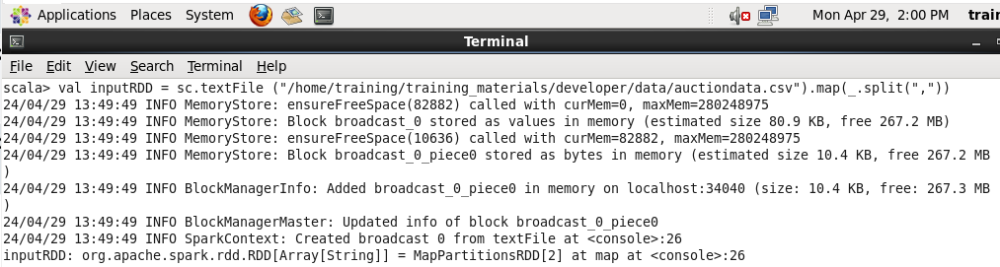 Applications Places System Mon Apr 29, 2:00 PM train
Terminal
File Edit View Search Terminal Help
scala> val inputRDD = sc.textFile ("/home/training/training_materials/developer/data/auctiondata.csv").map(_.split(","))
24/04/29 13:49:49 INFO MemoryStore: ensureFreeSpace(82882) called with curMem=0, maxMem=280248975
24/04/29 13:49:49 INFO MemoryStore: Block broadcast_0 stored as values in memory (estimated size 80.9 KB, free 267.2 MB)
24/04/29 13:49:49 INFO MemoryStore: ensureFreeSpace(10636) called with curMem=82882, maxMem=280248975
24/04/29 13:49:49 INFO MemoryStore: Block broadcast_0_piece0 stored as bytes in memory (estimated size 10.4 KB, free 267.2 MB
)
24/04/29 13:49:49 INFO BlockManagerInfo: Added broadcast_0_piece0 in memory on localhost:34040 (size: 10.4 KB, free: 267.3 MB
)
24/04/29 13:49:49 INFO BlockManagerMaster: Updated info of block broadcast_0_piece0
24/04/29 13:49:49 INFO SparkContext: Created broadcast 0 from textFile at <console>:26
inputRDD: org.apache.spark.rdd.RDD[Array[String]] = MapPartitionsRDD[2] at map at <console>:26